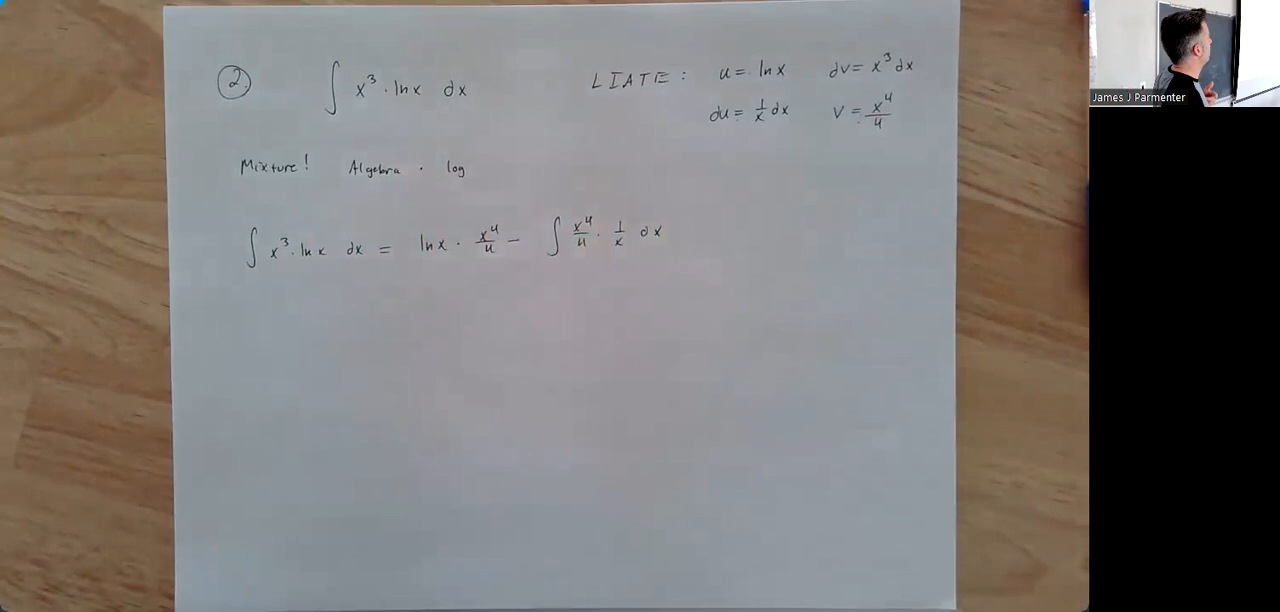 2. ∫ x³ · ln x dx
LIATE : u = ln x dv = x³ dx
du = 1/x dx v = x⁴/4
Mixture! Algebra · log
∫ x³ · ln x dx = ln x · x⁴/4 − ∫ x⁴/4 · 1/x dx
James J Parmenter